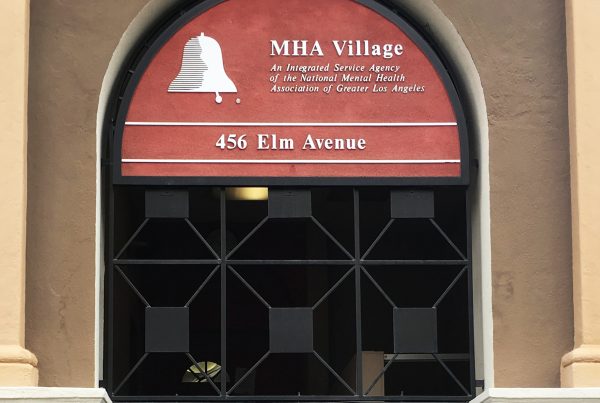 MHA Village
An Integrated Service Agency
of the National Mental Health
Association of Greater Los Angeles
456 Elm Avenue